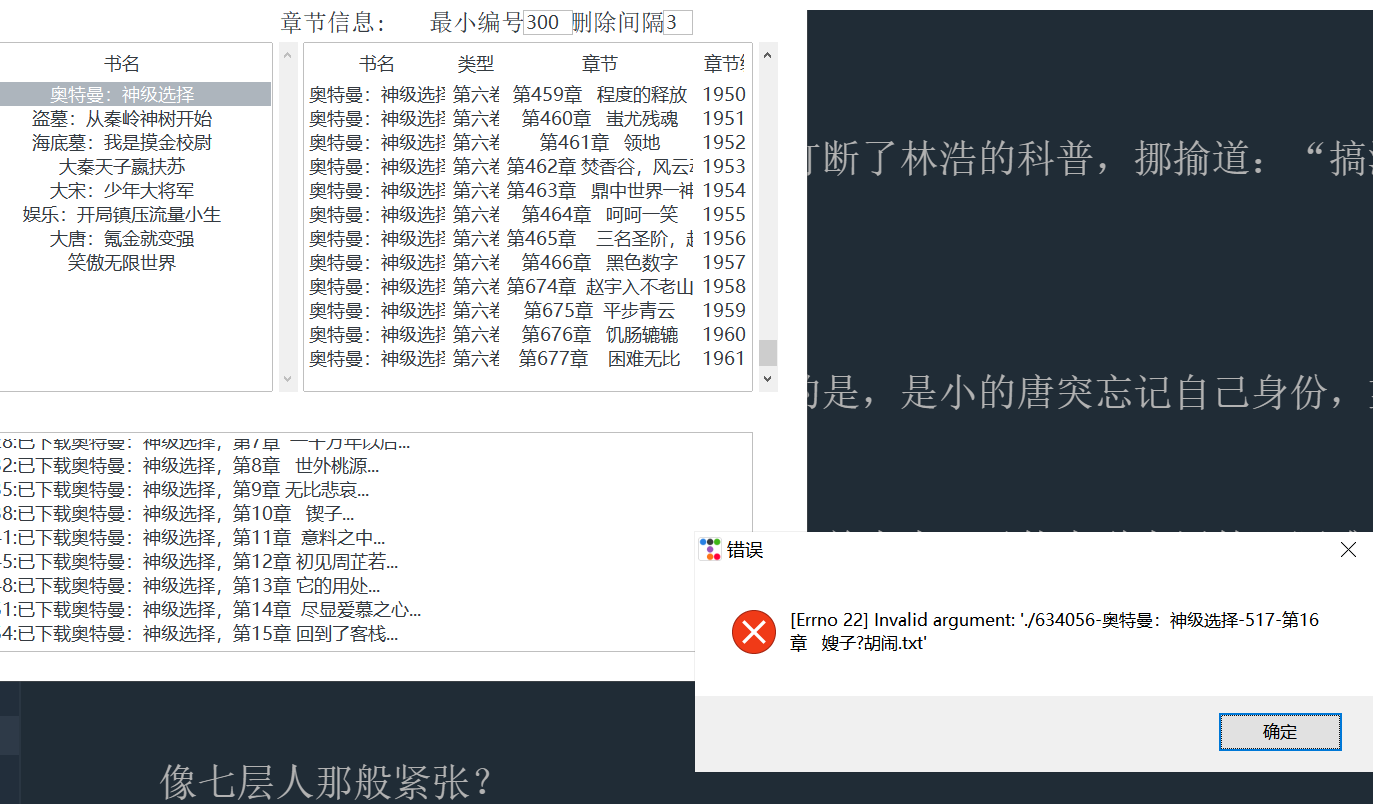 章节信息： 最小编号 300 删除间隔 3
书名
奥特曼：神级选择
盗墓：从秦岭神树开始
海底墓：我是摸金校尉
大秦天子嬴扶苏
大宋：少年大将军
娱乐：开局镇压流量小生
大唐：氪金就变强
笑傲无限世界
书名 类型 章节 章节
奥特曼：神级选择 第六卷 第459章 程度的释放 1950
奥特曼：神级选择 第六卷 第460章 蚩尤残魂 1951
奥特曼：神级选择 第六卷 第461章 领地 1952
奥特曼：神级选择 第六卷 第462章 焚香谷，风云 1953
奥特曼：神级选择 第六卷 第463章 鼎中世界一神 1954
奥特曼：神级选择 第六卷 第464章 呵呵一笑 1955
奥特曼：神级选择 第六卷 第465章 三名圣阶， 1956
奥特曼：神级选择 第六卷 第466章 黑色数字 1957
奥特曼：神级选择 第六卷 第674章 赵宇入不老山 1958
奥特曼：神级选择 第六卷 第675章 平步青云 1959
奥特曼：神级选择 第六卷 第676章 饥肠辘辘 1960
奥特曼：神级选择 第六卷 第677章 困难无比 1961
打断了林浩的科普，挪揄道：“搞
的是，是小的唐突忘记自己身份，
8:已下载奥特曼：神级选择，第7章 一千万年以后...
2:已下载奥特曼：神级选择，第8章 世外桃源...
5:已下载奥特曼：神级选择，第9章 无比悲哀...
8:已下载奥特曼：神级选择，第10章 锲子...
1:已下载奥特曼：神级选择，第11章 意料之中...
5:已下载奥特曼：神级选择，第12章 初见周芷若...
8:已下载奥特曼：神级选择，第13章 它的用处...
1:已下载奥特曼：神级选择，第14章 尽显爱慕之心...
4:已下载奥特曼：神级选择，第15章 回到了客栈...
错误
[Errno 22] Invalid argument: './634056-奥特曼：神级选择-517-第16
章 嫂子?胡闹.txt'
确定
像七层人那般紧张？